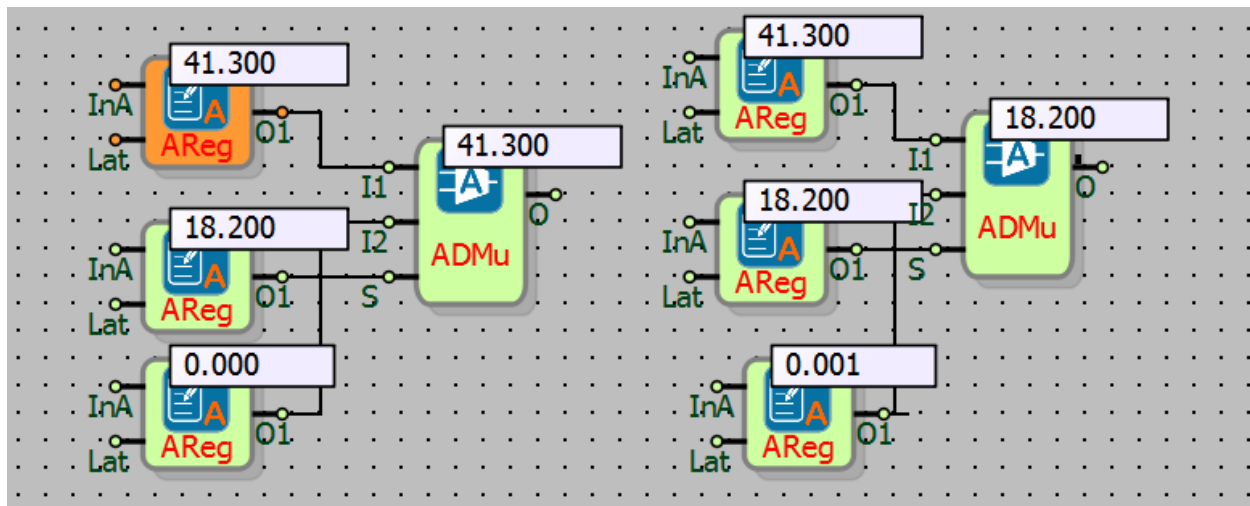 41.300
InA
Lat
A
AReg
O1
18.200
InA
Lat
A
AReg
O1
0.000
InA
Lat
A
AReg
O1
41.300
I1
I2
S
A
ADMu
O
41.300
InA
Lat
A
AReg
O1
18.200
InA
Lat
A
AReg
O1
0.001
InA
Lat
A
AReg
O1
18.200
I1
I2
S
A
ADMu
O